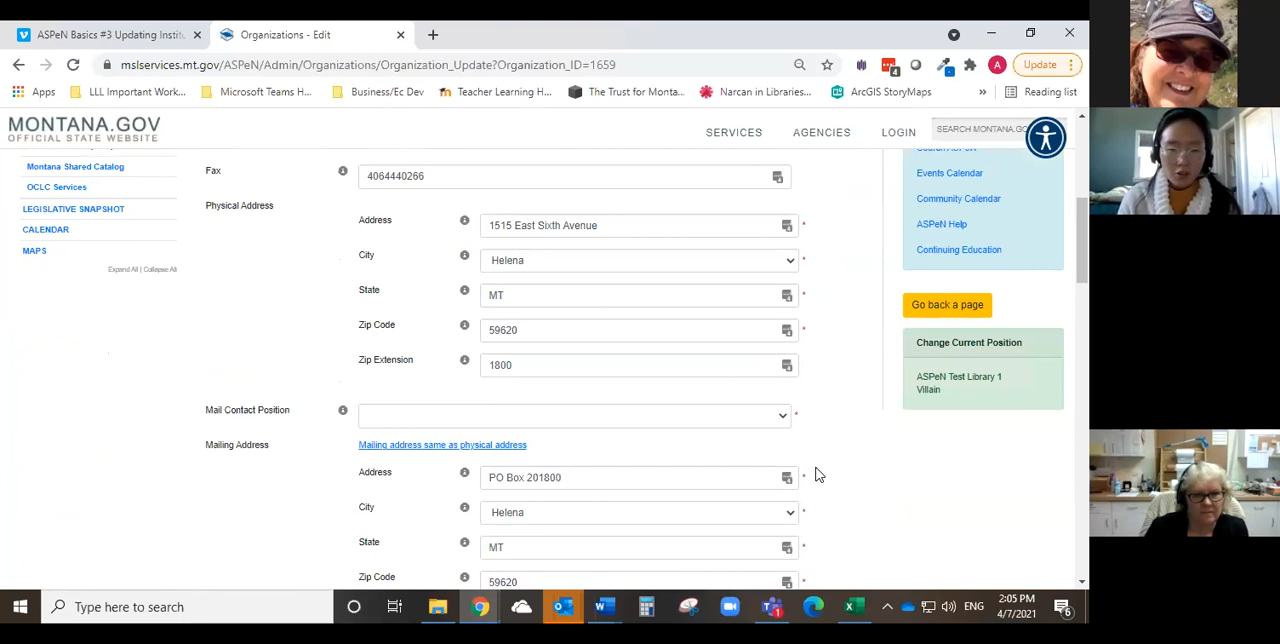 ASPeN Basics #3 Updating Instit
Organizations - Edit
mslservices.mt.gov/ASPeN/Admin/Organizations/Organization_Update?Organization_ID=1659
A
Update
Apps
LLL Important Work...
Microsoft Teams H...
Business/Ec Dev
Teacher Learning H...
The Trust for Monta...
Narcan in Libraries...
ArcGIS StoryMaps
»
Reading list
MONTANA.GOV
OFFICIAL STATE WEBSITE
SERVICES
AGENCIES
LOGIN
SEARCH MONTANA.GO
Montana Shared Catalog
OCLC Services
LEGISLATIVE SNAPSHOT
CALENDAR
MAPS
Expand All | Collapse All
Fax
4064440266
Physical Address
Address
1515 East Sixth Avenue
*
City
Helena
*
State
MT
*
Zip Code
59620
*
Zip Extension
1800
Mail Contact Position
*
Mailing Address
Mailing address same as physical address
Address
PO Box 201800
*
City
Helena
*
State
MT
*
Zip Code
59620
*
Search ASPeN
Events Calendar
Community Calendar
ASPeN Help
Continuing Education
Go back a page
Change Current Position
ASPeN Test Library 1
Villain
Type here to search
ENG
2:05 PM
4/7/2021